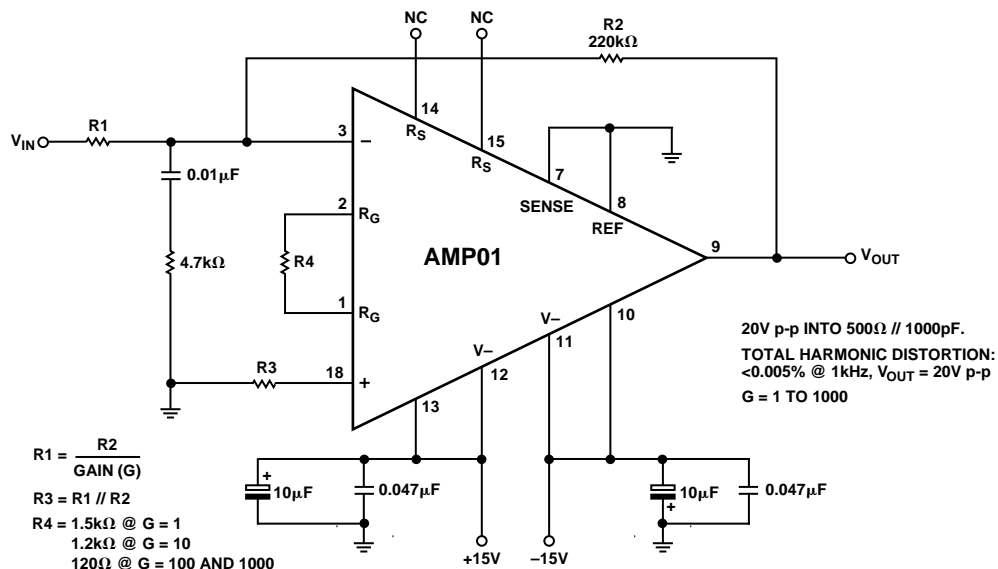 NC
NC
R2
220kΩ
VIN
R1
3
–
14
RS
15
RS
7
SENSE
8
REF
0.01µF
2
RG
R4
4.7kΩ
AMP01
9
VOUT
1
RG
10
V–
11
V–
12
R3
18
+
13
20V p-p INTO 500Ω // 1000pF.
TOTAL HARMONIC DISTORTION:
<0.005% @ 1kHz, VOUT = 20V p-p
G = 1 TO 1000
R1 = R2
GAIN (G)
R3 = R1 // R2
R4 = 1.5kΩ @ G = 1
1.2kΩ @ G = 10
120Ω @ G = 100 AND 1000
+
10µF
0.047µF
+15V
–15V
10µF
+
0.047µF